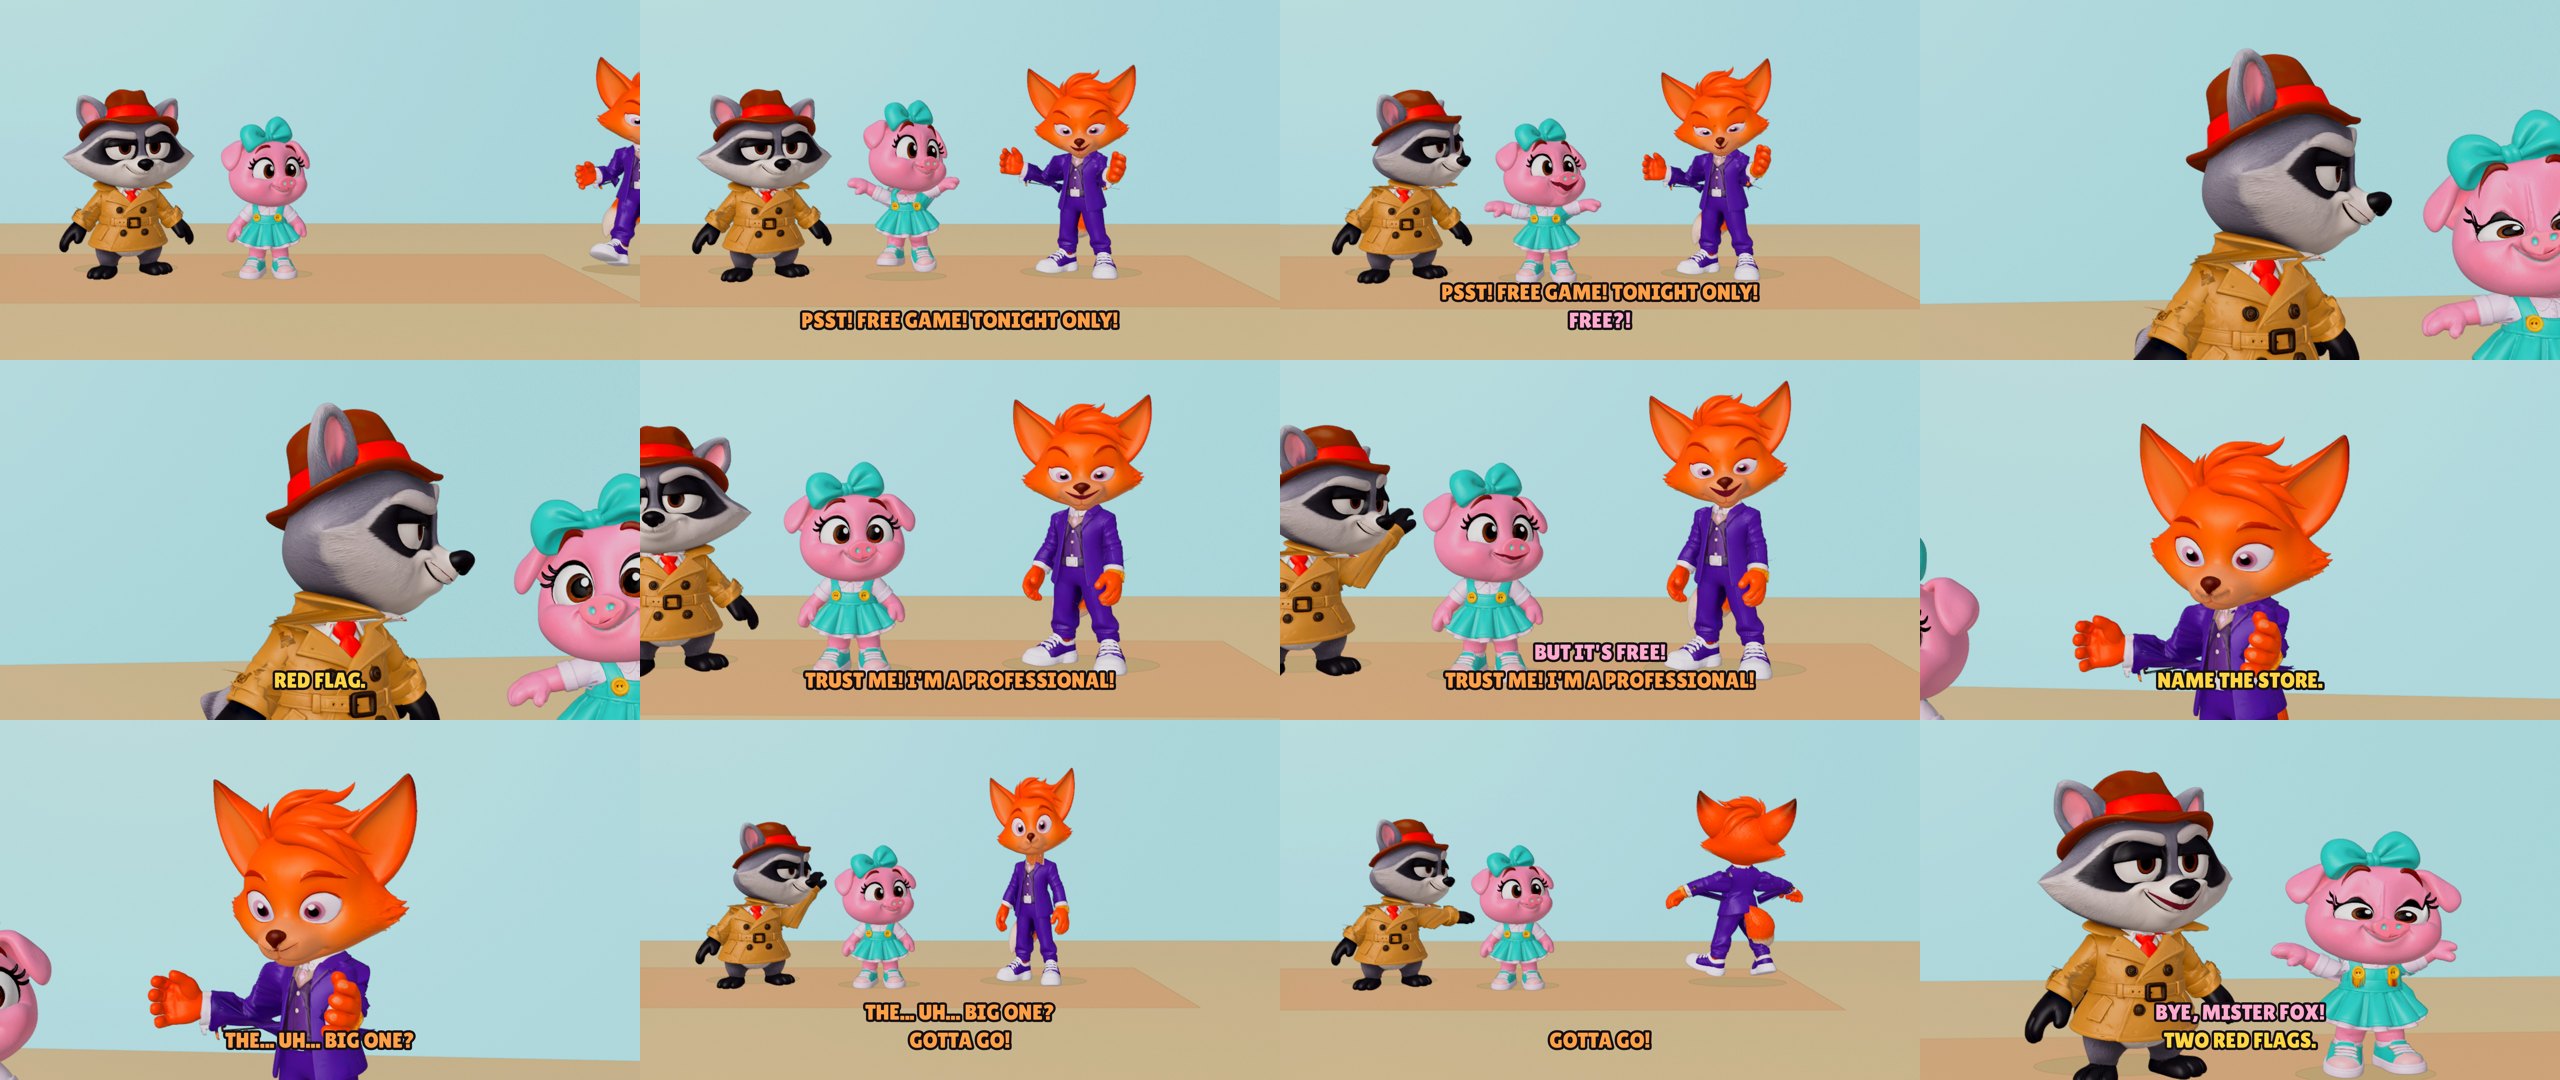 PSST! FREE GAME! TONIGHT ONLY!
PSST! FREE GAME! TONIGHT ONLY!
FREE?!
RED FLAG.
TRUST ME! I'M A PROFESSIONAL!
BUT IT'S FREE!
TRUST ME! I'M A PROFESSIONAL!
NAME THE STORE.
THE... UH... BIG ONE?
THE... UH... BIG ONE?
GOTTA GO!
GOTTA GO!
BYE, MISTER FOX!
TWO RED FLAGS.